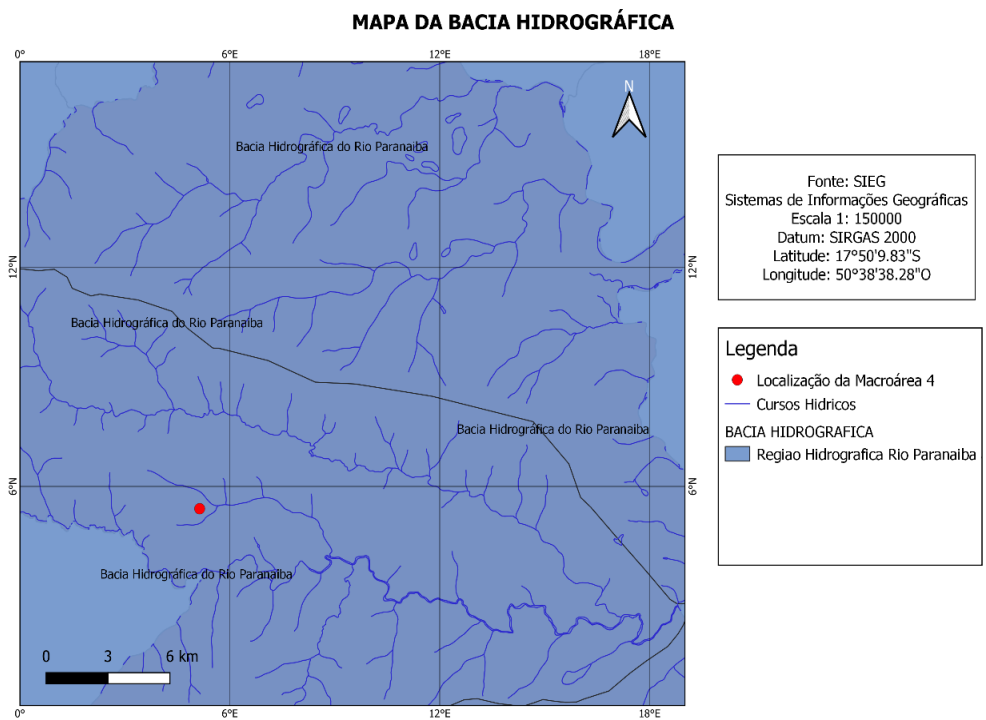 MAPA DA BACIA HIDROGRÁFICA
0°
6°E
12°E
18°E
N
Bacia Hidrográfica do Rio Paranaiba
12°N
12°N
Bacia Hidrográfica do Rio Paranaiba
Bacia Hidrográfica do Rio Paranaiba
6°N
6°N
Bacia Hidrográfica do Rio Paranaiba
0 3 6 km
0°
6°E
12°E
18°E
Fonte: SIEG
Sistemas de Informações Geográficas
Escala 1: 150000
Datum: SIRGAS 2000
Latitude: 17°50'9.83"S
Longitude: 50°38'38.28"O
Legenda
Localização da Macroárea 4
Cursos Hidricos
BACIA HIDROGRAFICA
Regiao Hidrografica Rio Paranaiba